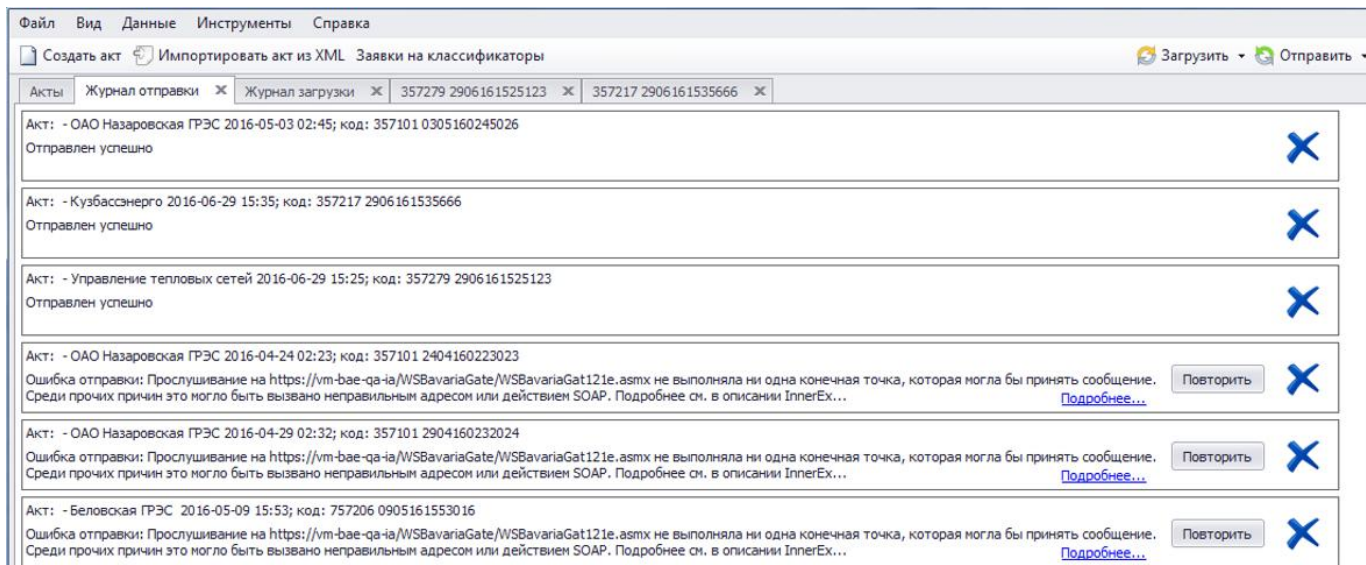 Файл Вид Данные Инструменты Справка
Создать акт Импортировать акт из XML Заявки на классификаторы Загрузить Отправить
Акты Журнал отправки Журнал загрузки 357279 2906161525123 357217 2906161535666
Акт: - ОАО Назаровская ГРЭС 2016-05-03 02:45; код: 357101 0305160245026
Отправлен успешно
Акт: - Кузбассэнерго 2016-06-29 15:35; код: 357217 2906161535666
Отправлен успешно
Акт: - Управление тепловых сетей 2016-06-29 15:25; код: 357279 2906161525123
Отправлен успешно
Акт: - ОАО Назаровская ГРЭС 2016-04-24 02:23; код: 357101 2404160223023
Ошибка отправки: Прослушивание на https://vm-bae-qa-ia/WSBavariaGate/WSBavariaGat121e.asmx не выполняла ни одна конечная точка, которая могла бы принять сообщение.
Среди прочих причин это могло быть вызвано неправильным адресом или действием SOAP. Подробнее см. в описании InnerEx...
Подробнее...
Повторить
Акт: - ОАО Назаровская ГРЭС 2016-04-29 02:32; код: 357101 2904160232024
Ошибка отправки: Прослушивание на https://vm-bae-qa-ia/WSBavariaGate/WSBavariaGat121e.asmx не выполняла ни одна конечная точка, которая могла бы принять сообщение.
Среди прочих причин это могло быть вызвано неправильным адресом или действием SOAP. Подробнее см. в описании InnerEx...
Подробнее...
Повторить
Акт: - Беловская ГРЭС 2016-05-09 15:53; код: 757206 0905161553016
Ошибка отправки: Прослушивание на https://vm-bae-qa-ia/WSBavariaGate/WSBavariaGat121e.asmx не выполняла ни одна конечная точка, которая могла бы принять сообщение.
Среди прочих причин это могло быть вызвано неправильным адресом или действием SOAP. Подробнее см. в описании InnerEx...
Подробнее...
Повторить